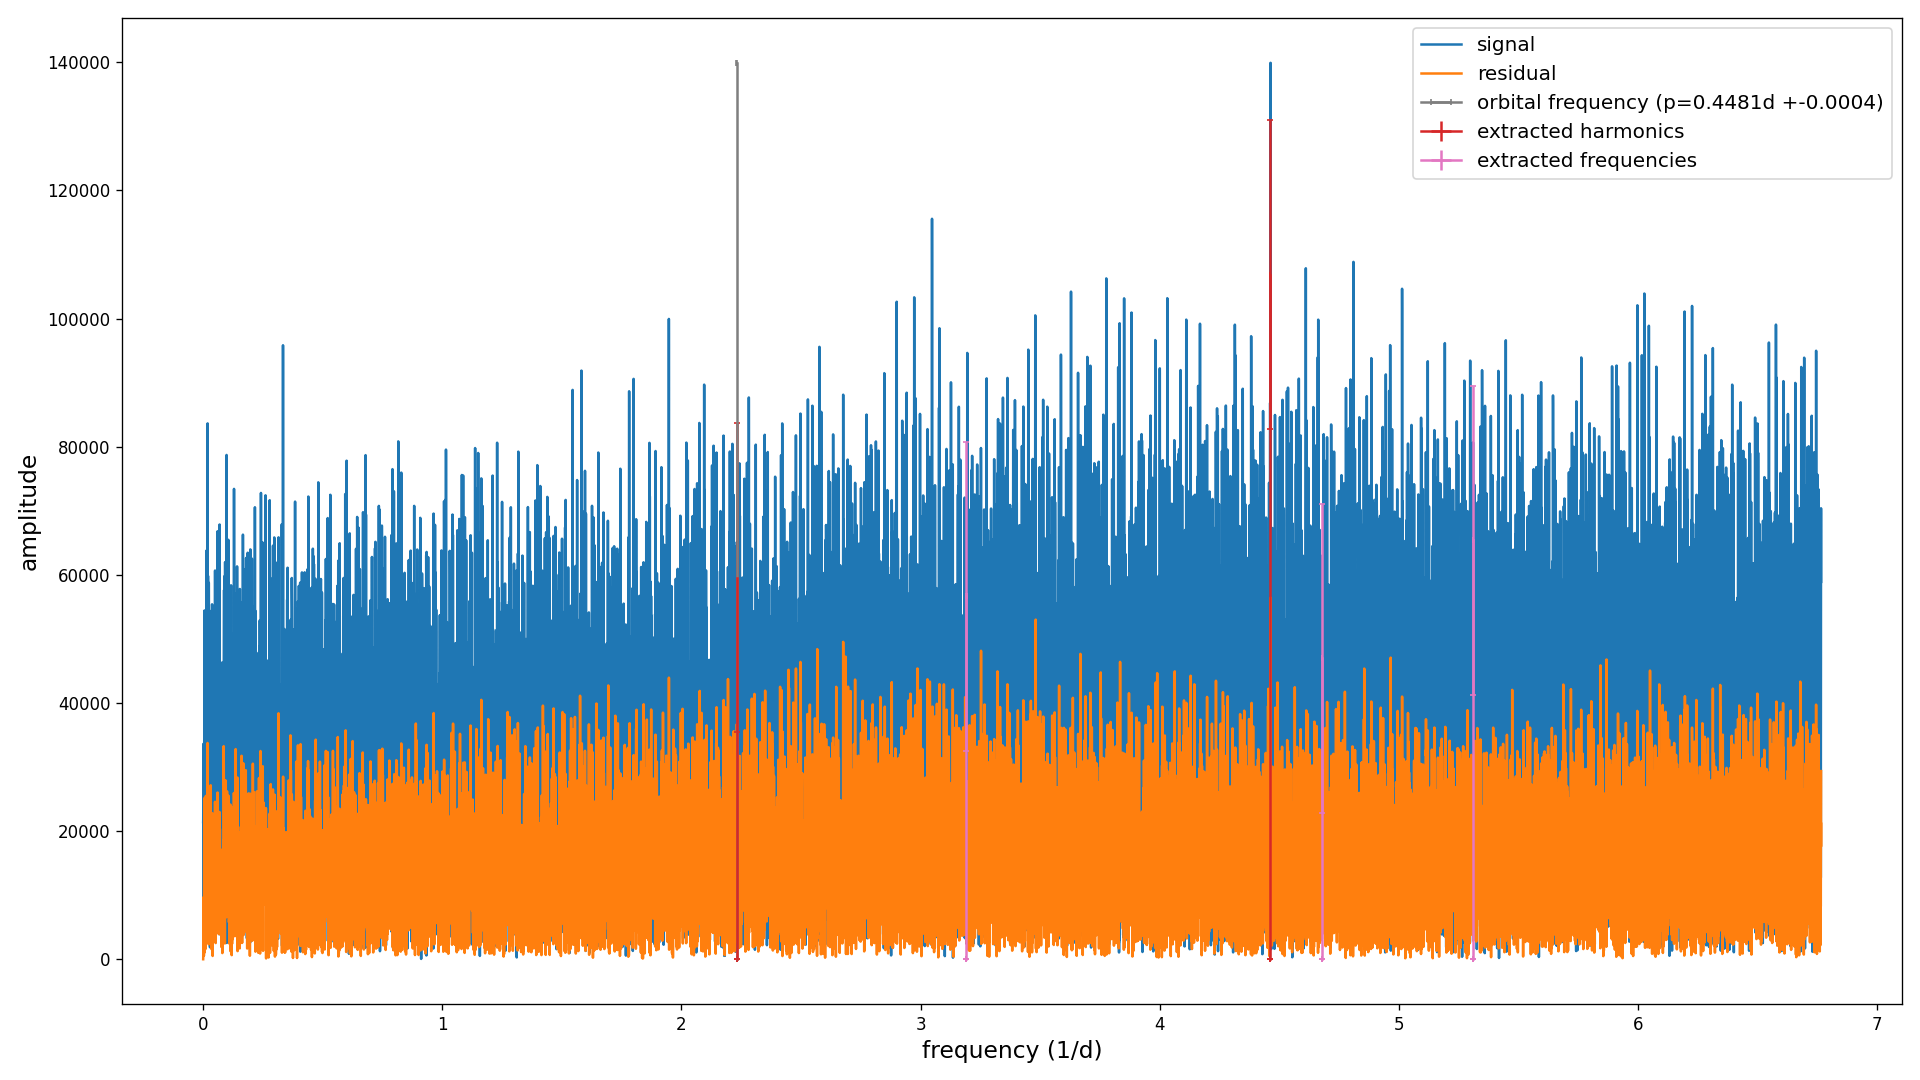 signal
residual
orbital frequency (p=0.4481d +-0.0004)
extracted harmonics
extracted frequencies
140000
120000
100000
80000
60000
40000
20000
0
amplitude
0 1 2 3 4 5 6 7
frequency (1/d)